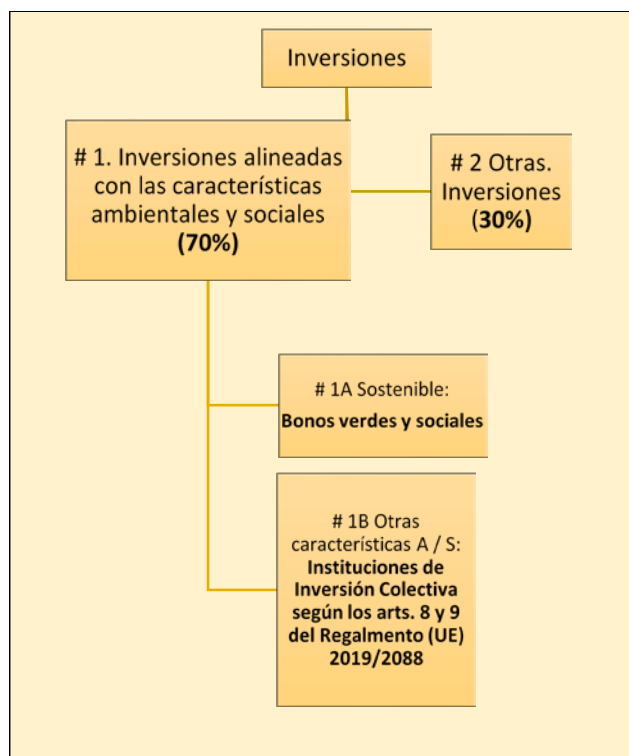 Inversiones
# 1. Inversiones alineadas
con las características
ambientales y sociales
(70%)
# 2 Otras.
Inversiones
(30%)
# 1A Sostenible:
Bonos verdes y sociales
# 1B Otras
características A / S:
Instituciones de
Inversión Colectiva
según los arts. 8 y 9
del Regalmento (UE)
2019/2088